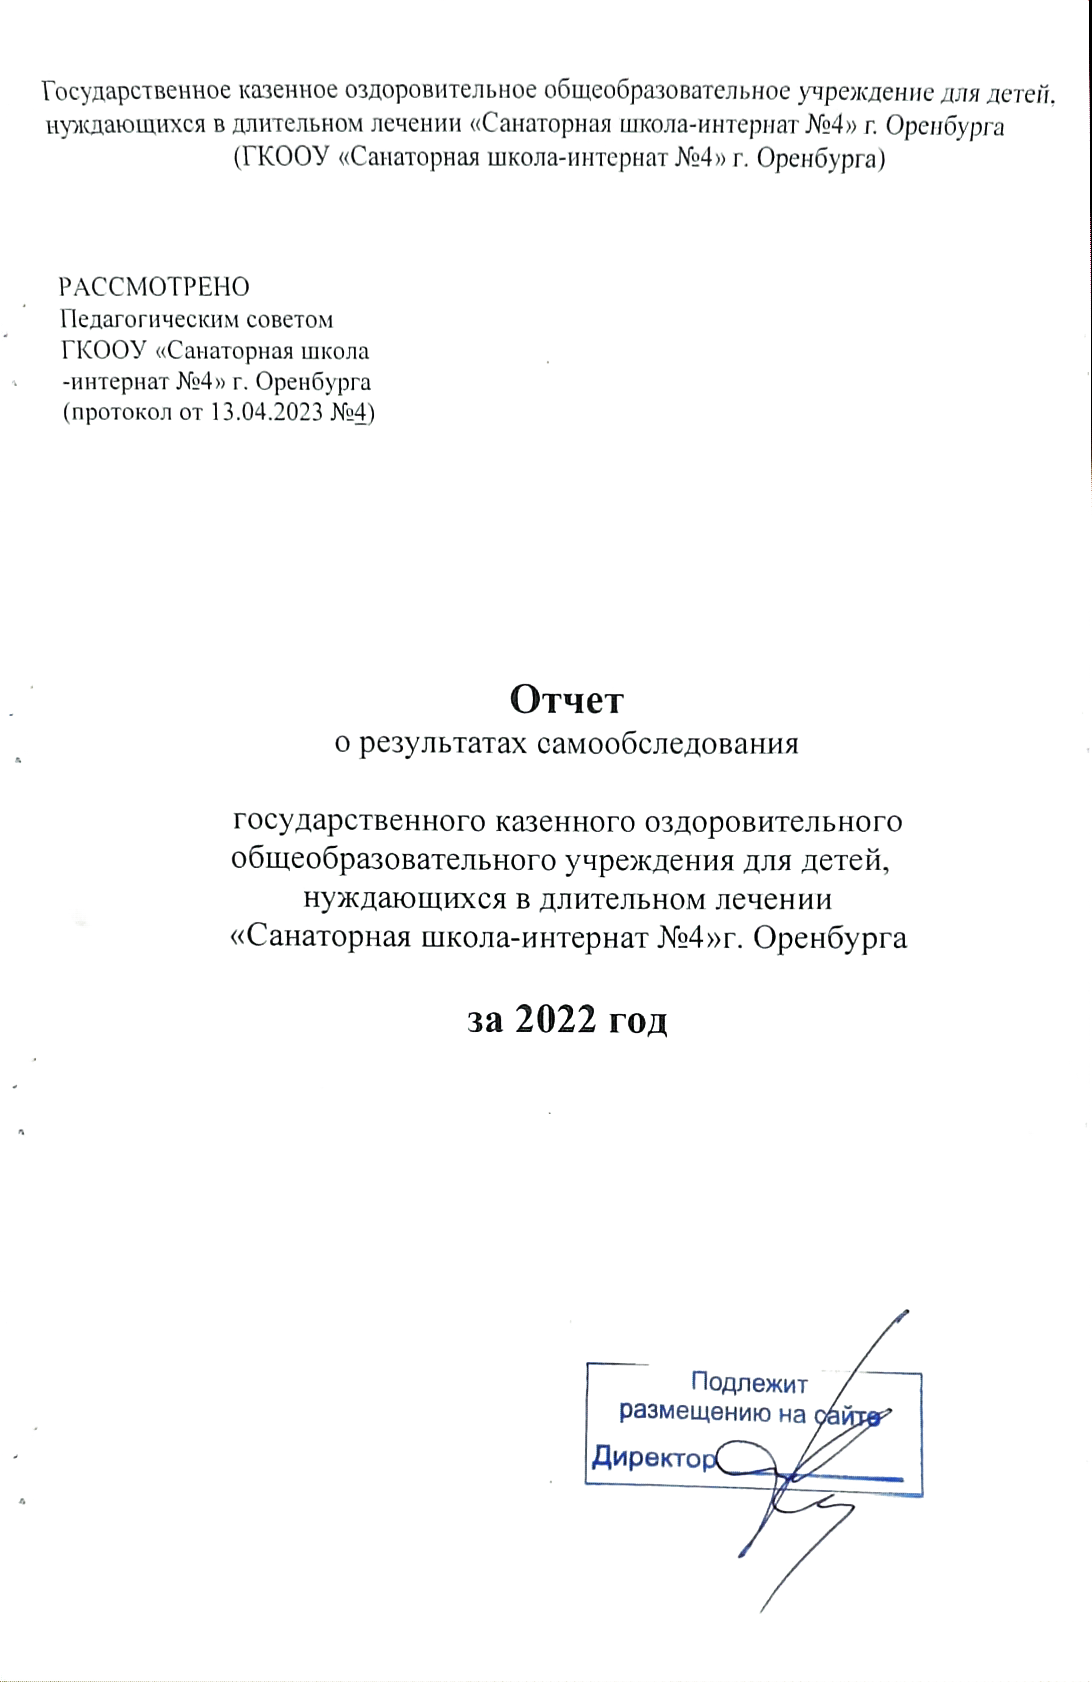 Государственное казенное оздоровительное общеобразовательное учреждение для детей,
нуждающихся в длительном лечении «Санаторная школа-интернат №4» г. Оренбурга
(ГКООУ «Санаторная школа-интернат №4» г. Оренбурга)
РАССМОТРЕНО
Педагогическим советом
ГКООУ «Санаторная школа
-интернат №4» г. Оренбурга
(протокол от 13.04.2023 №4)
Отчет
о результатах самообследования
государственного казенного оздоровительного
общеобразовательного учреждения для детей,
нуждающихся в длительном лечении
«Санаторная школа-интернат №4»г. Оренбурга
за 2022 год
Подлежит
размещению на сайте
Директор